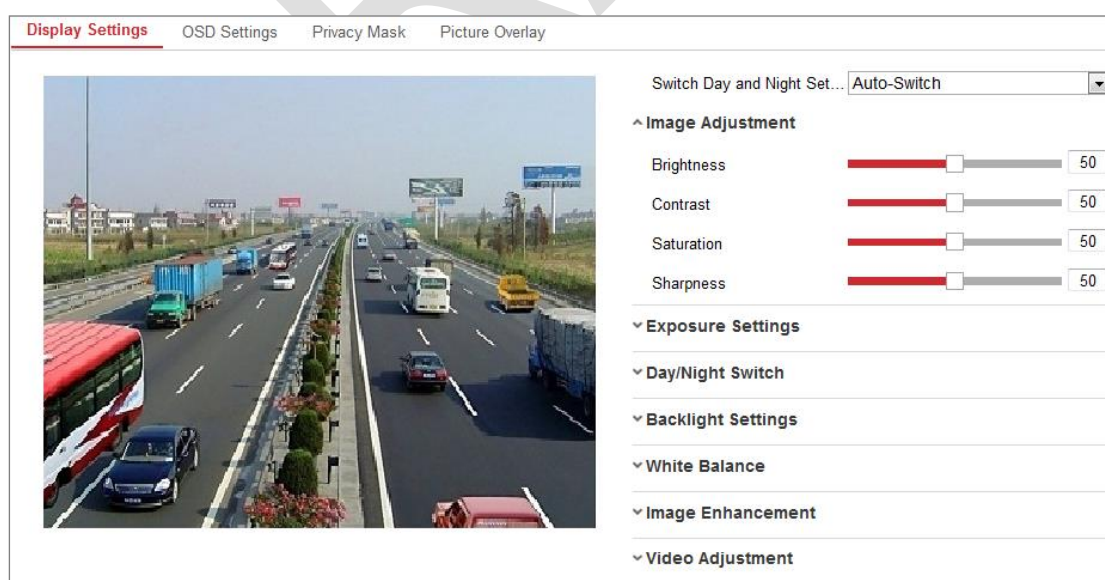 Display Settings OSD Settings Privacy Mask Picture Overlay
Switch Day and Night Set... Auto-Switch
Image Adjustment
Brightness 50
Contrast 50
Saturation 50
Sharpness 50
Exposure Settings
Day/Night Switch
Backlight Settings
White Balance
Image Enhancement
Video Adjustment